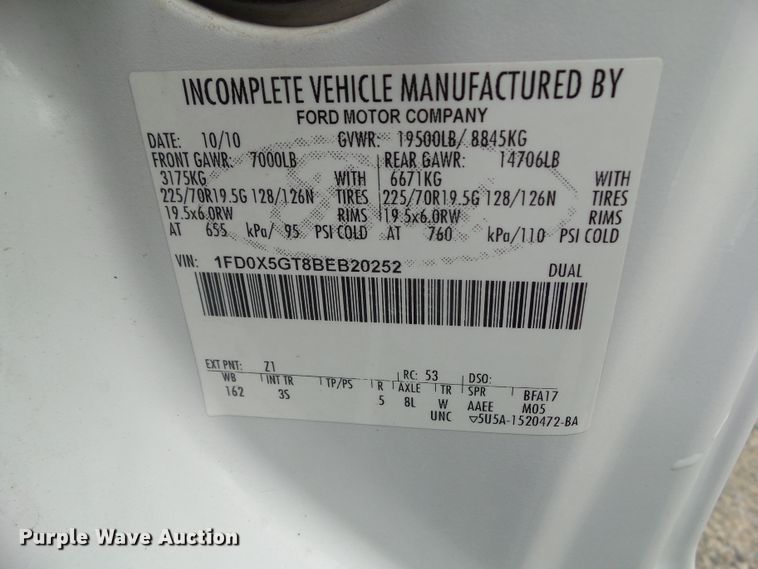 INCOMPLETE VEHICLE MANUFACTURED BY
FORD MOTOR COMPANY
DATE: 10/10 GVWR: 19500LB/ 8845KG
FRONT GAWR: 7000LB REAR GAWR: 14706LB
3175KG WITH 6671KG WITH
225/70R19.5G 128/126N TIRES 225/70R19.5G 128/126N TIRES
19.5x6.0RW RIMS 19.5x6.0RW RIMS
AT 655 kPa/ 95 PSI COLD AT 760 kPa/110 PSI COLD
VIN: 1FD0X5GT8BEB20252 DUAL
EXT PNT: Z1 RC: 53 DSO:
WB INT TR TP/PS R AXLE TR SPR BFA17
162 3S 5 8L W AAEE M05
UNC ▽5U5A-1520472-BA
Purple Wave Auction